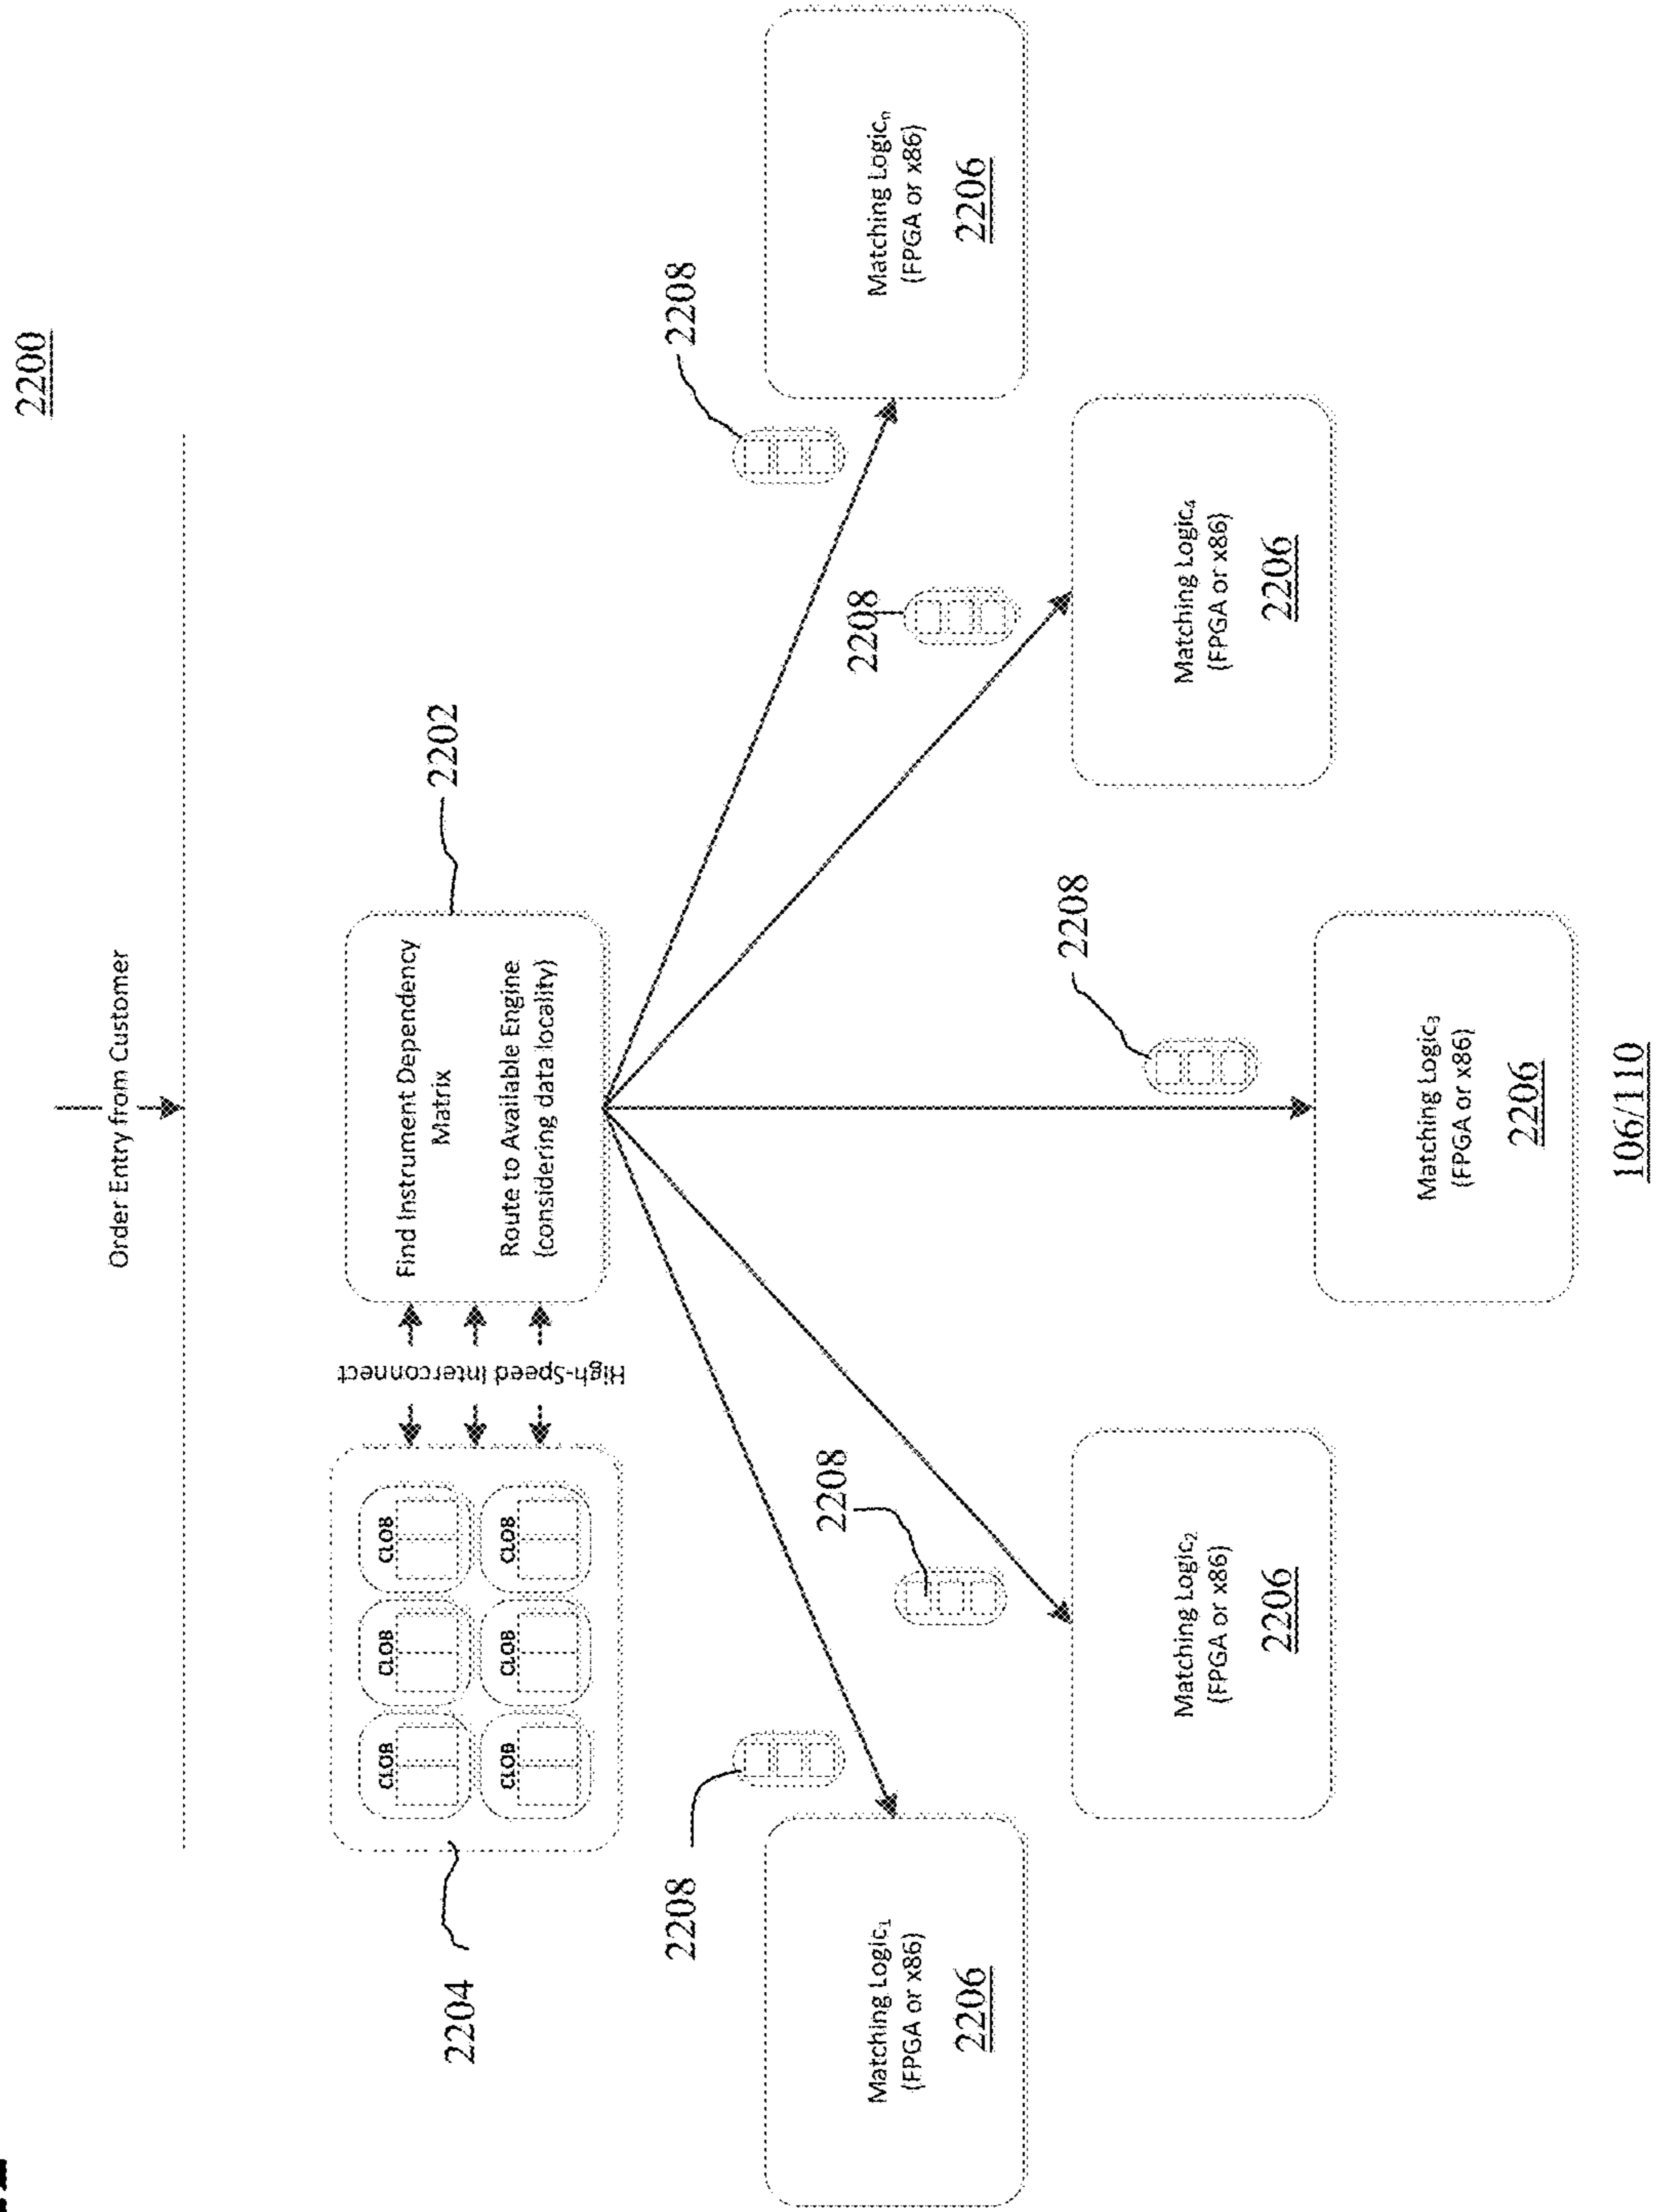 2200
Order Entry from Customer
2204
CLOB
CLOB
CLOB
CLOB
CLOB
CLOB
High-Speed Interconnect
Find Instrument Dependency
Matrix
Route to Available Engine
(considering data locality)
2202
2208
2208
2208
2208
2208
Matching Logic₁
(FPGA or x86)
2206
Matching Logic₂
(FPGA or x86)
2206
Matching Logic₃
(FPGA or x86)
2206
Matching Logic₄
(FPGA or x86)
2206
Matching Logicₙ
(FPGA or x86)
2206
106/110